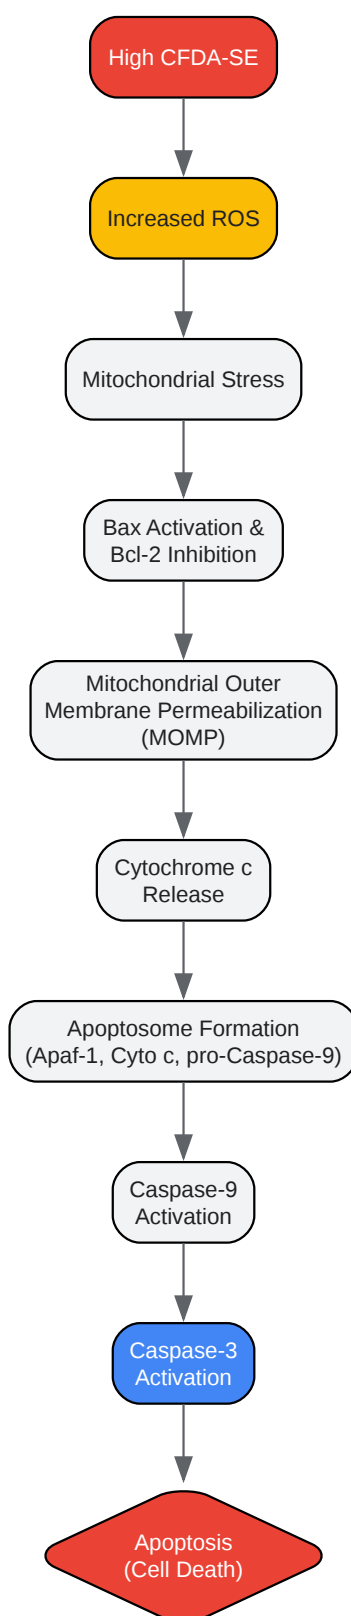 High CFDA-SE
Increased ROS
Mitochondrial Stress
Bax Activation &
Bcl-2 Inhibition
Mitochondrial Outer
Membrane Permeabilization
(MOMP)
Cytochrome c
Release
Apoptosome Formation
(Apaf-1, Cyto c, pro-Caspase-9)
Caspase-9
Activation
Caspase-3
Activation
Apoptosis
(Cell Death)